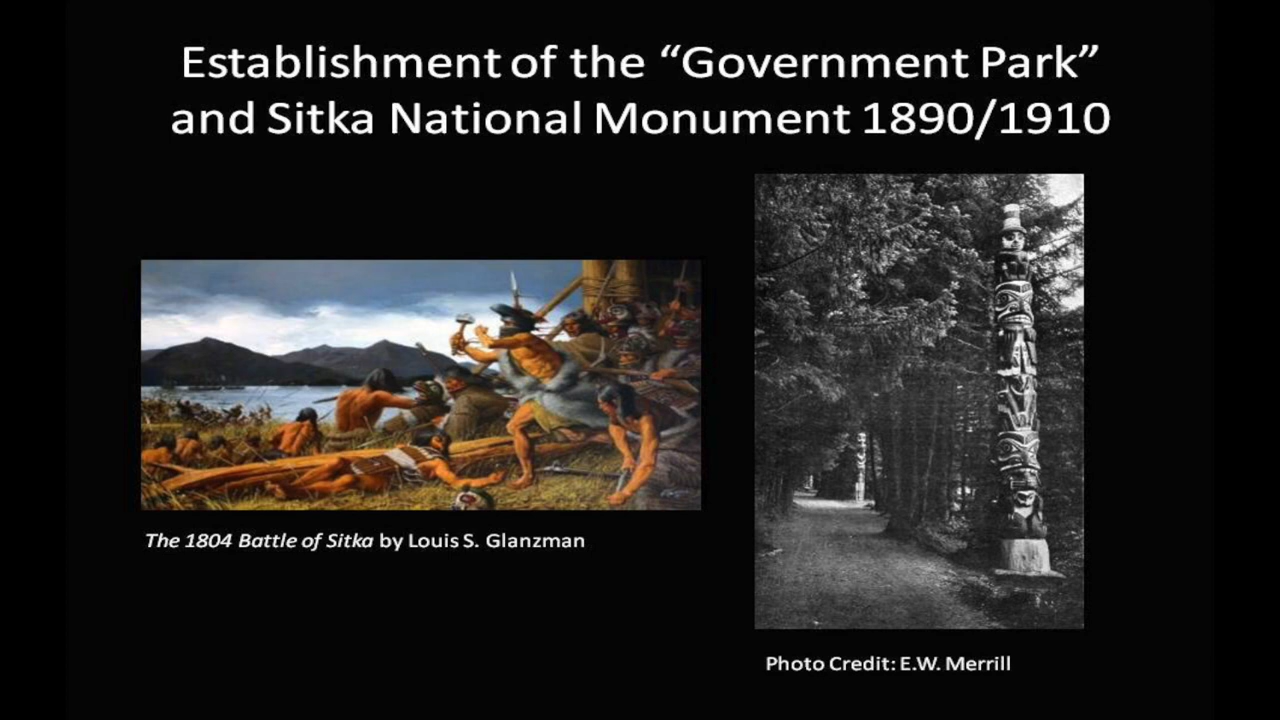 Establishment of the “Government Park”
and Sitka National Monument 1890/1910
The 1804 Battle of Sitka by Louis S. Glanzman
Photo Credit: E.W. Merrill